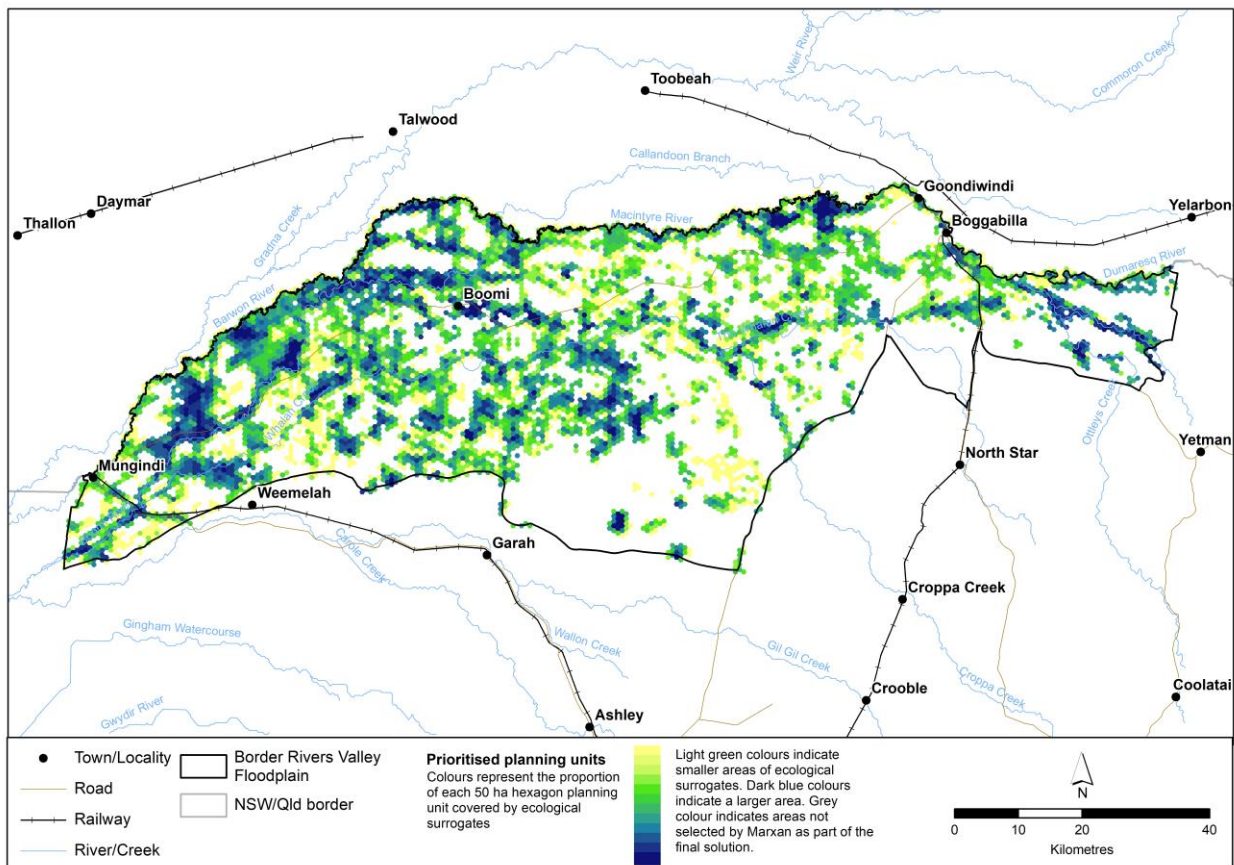 Weir River
Commoron Creek
Toobeah
Talwood
Callandoon Branch
Goondiwindi
Daymar
Thallon
Gradna Creek
Macintyre River
Boggabilla
Yelarbon
Dumaresq River
Barwon River
Boomi
Whalan C
Ottleys Creek
Mungindi
Weemelah
North Star
Yetman
Carole Creek
Garah
Croppa Creek
Gingham Watercourse
Wallon Creek
Gil Gil Creek
Croppa Creek
Crooble
Coolatai
Gwydir River
Ashley
Town/Locality
Road
Railway
River/Creek
Border Rivers Valley
Floodplain
NSW/Qld border
Prioritised planning units
Colours represent the proportion
of each 50 ha hexagon planning
unit covered by ecological
surrogates
Light green colours indicate
smaller areas of ecological
surrogates. Dark blue colours
indicate a larger area. Grey
colour indicates areas not
selected by Marxan as part of the
final solution.
N
0 10 20 40
Kilometres